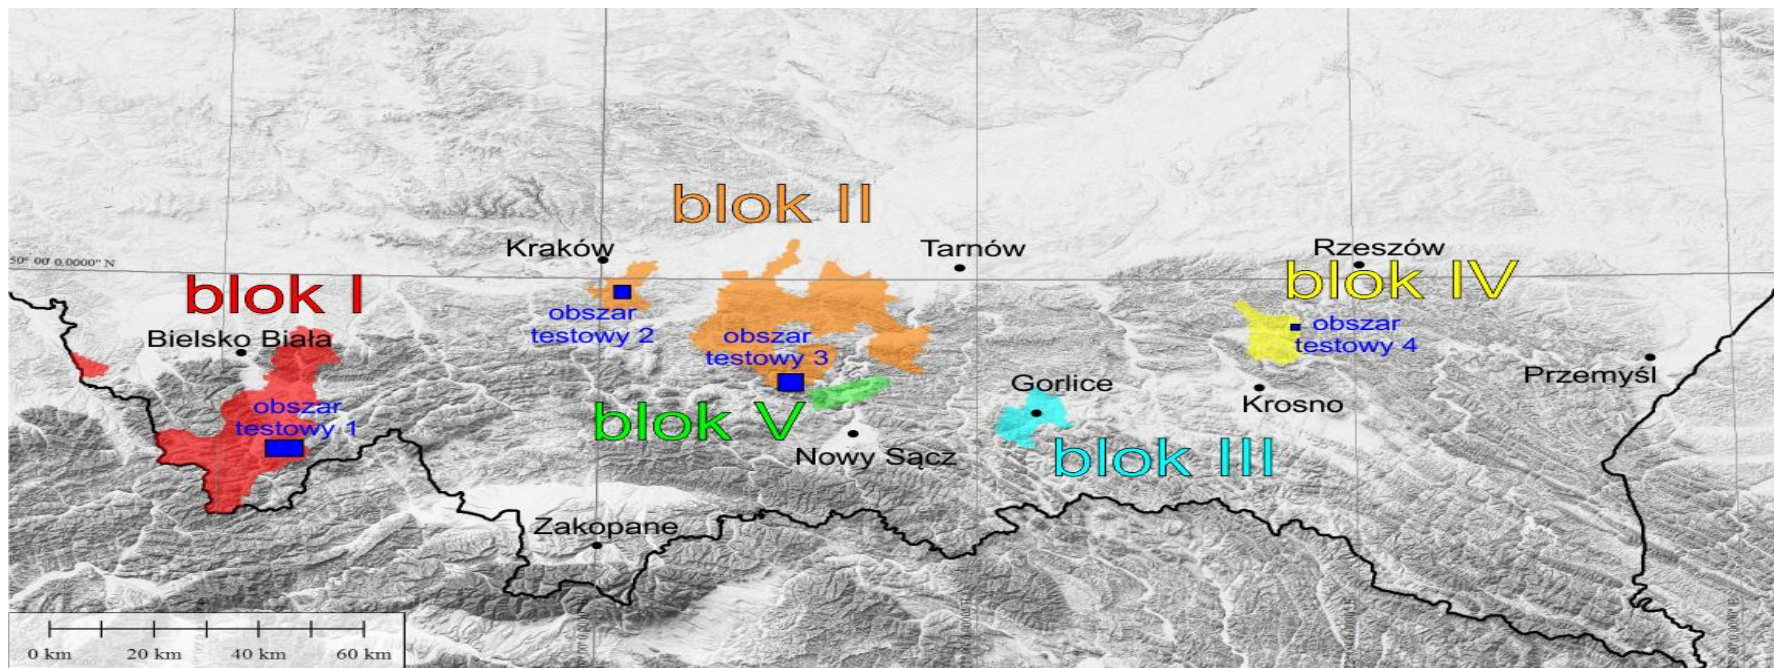 blok II
Kraków
Tarnów
Rzeszów
50° 00' 0.0000" N
blok I
blok IV
obszar
testowy 2
obszar
testowy 4
Bielsko Biała
obszar
testowy 3
Przemyśl
Gorlice
Krosno
obszar
testowy 1
blok V
Nowy Sącz
blok III
Zakopane
0 km 20 km 40 km 60 km